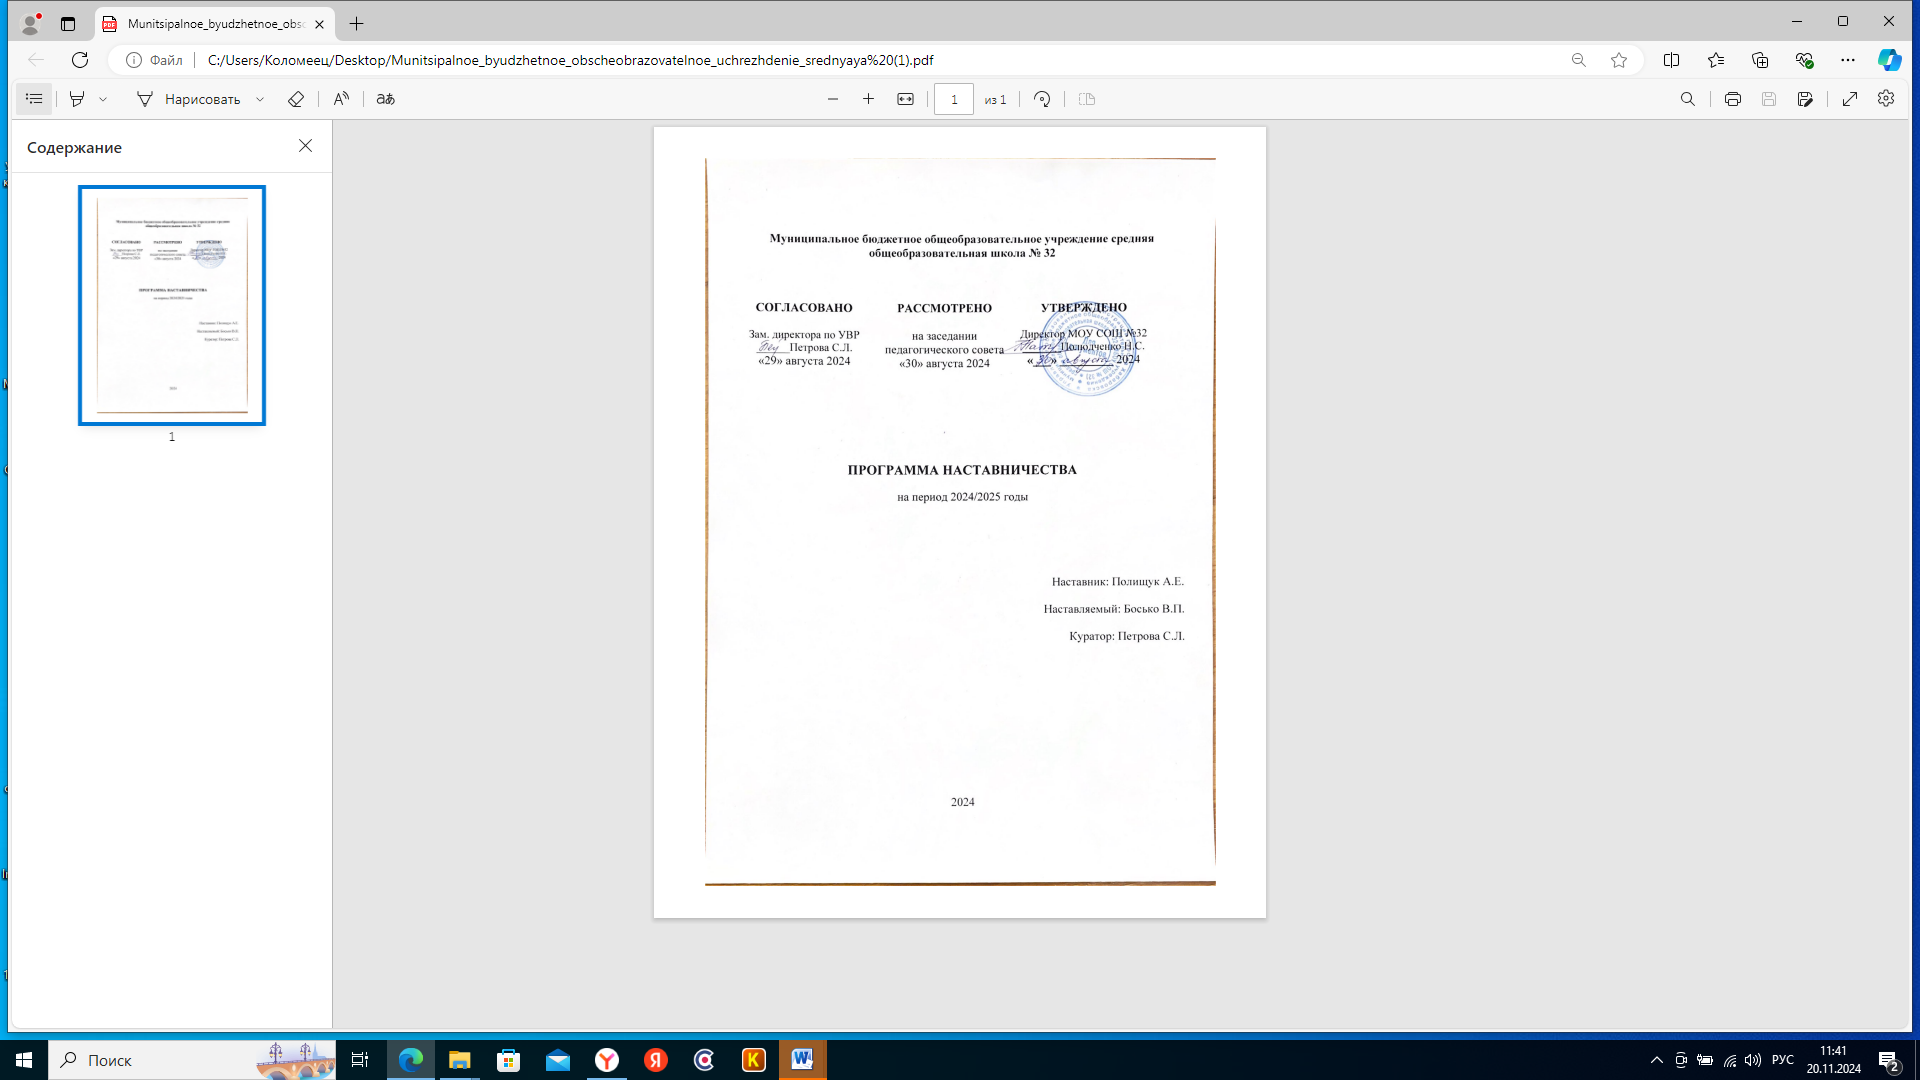 Munitsipalnoe_byudzhetnoe_obsc
Файл
C:/Users/Коломеец/Desktop/Munitsipalnoe_byudzhetnoe_obscheobrazovatelnoe_uchrezhdenie_srednyaya%20(1).pdf
Нарисовать
1
из 1
Содержание
1
Муниципальное бюджетное общеобразовательное учреждение средняя
общеобразовательная школа № 32
СОГЛАСОВАНО
Зам. директора по УВР
Петрова С.Л.
«29» августа 2024
РАССМОТРЕНО
на заседании
педагогического совета
«30» августа 2024
УТВЕРЖДЕНО
Директор МОУ СОШ №32
Полюдченко Н.С.
«30» августа 2024
ПРОГРАММА НАСТАВНИЧЕСТВА
на период 2024/2025 годы
Наставник: Полищук А.Е.
Наставляемый: Босько В.П.
Куратор: Петрова С.Л.
2024
Поиск
РУС
11:41
20.11.2024
2